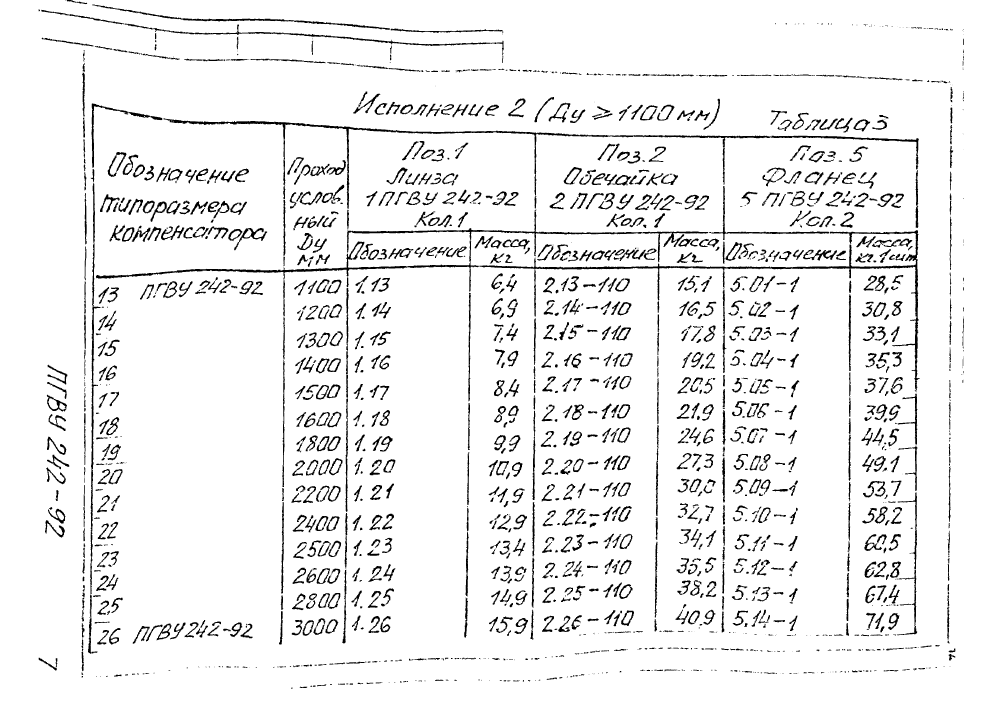 Исполнение 2 (Ду ≥ 1100 мм) Таблица 3
Обозначение типоразмера компенсатора
Проход услов. ный Ду мм
Поз. 1 Линза 1 ПГВУ 242-92 Кол. 1
Поз. 2 Обечайка 2 ПГВУ 242-92 Кол. 1
Поз. 5 Фланец 5 ПГВУ 242-92 Кол. 2
Обозначение Масса, кг Обозначение Масса, кг Обозначение Масса, кг. 1 шт
13 ПГВУ 242-92 1100 1.13 6,4 2.13-110 15,1 5.01-1 28,5
14 1200 1.14 6,9 2.14-110 16,5 5.02-1 30,8
15 1300 1.15 7,4 2.15-110 17,8 5.03-1 33,1
16 1400 1.16 7,9 2.16-110 19,2 5.04-1 35,3
17 1500 1.17 8,4 2.17-110 20,5 5.05-1 37,6
18 1600 1.18 8,9 2.18-110 21,9 5.06-1 39,9
19 1800 1.19 9,9 2.19-110 24,6 5.07-1 44,5
20 2000 1.20 10,9 2.20-110 27,3 5.08-1 49,1
21 2200 1.21 11,9 2.21-110 30,0 5.09-1 53,7
22 2400 1.22 12,9 2.22-110 32,7 5.10-1 58,2
23 2500 1.23 13,4 2.23-110 34,1 5.11-1 60,5
24 2600 1.24 13,9 2.24-110 35,5 5.12-1 62,8
25 2800 1.25 14,9 2.25-110 38,2 5.13-1 67,4
26 ПГВУ 242-92 3000 1.26 15,9 2.26-110 40,9 5.14-1 71,9
ПГВУ 242-92 7